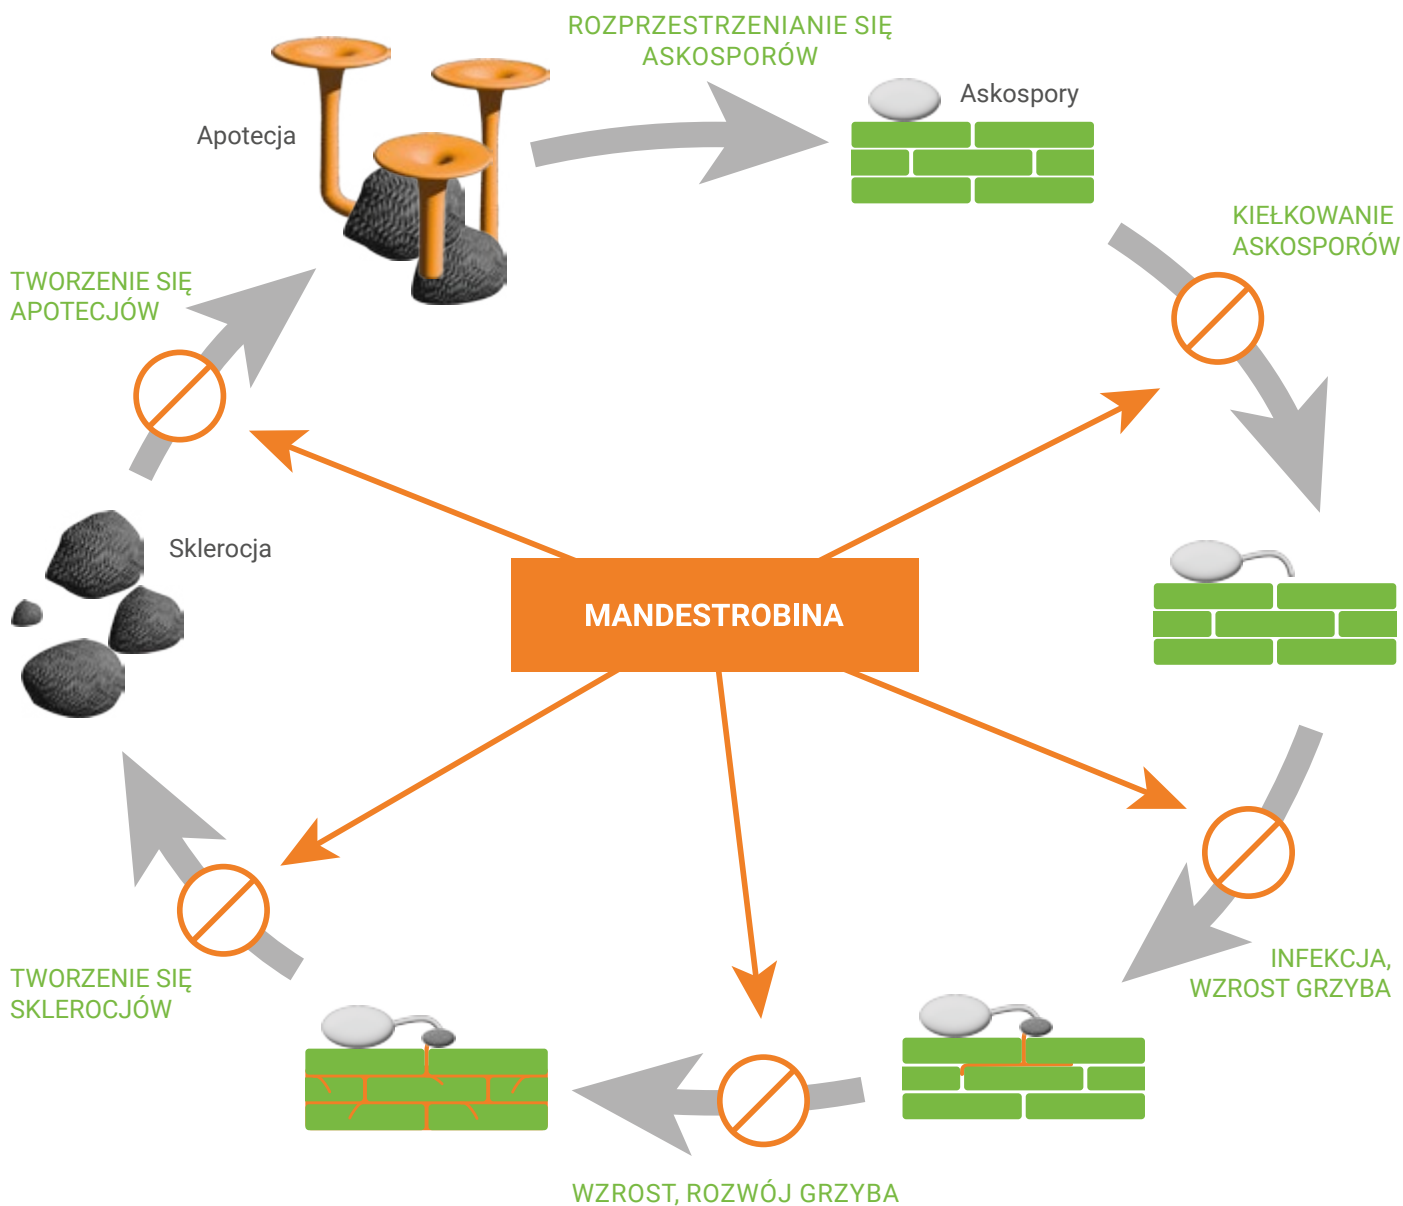 ROZPRZESTRZENIANIE SIĘ
ASKOSPORÓW
Apotecja
Askospory
KIEŁKOWANIE
ASKOSPORÓW
TWORZENIE SIĘ
APOTECJÓW
Sklerocja
MANDESTROBINA
INFEKCJA,
WZROST GRZYBA
TWORZENIE SIĘ
SKLEROCJÓW
WZROST, ROZWÓJ GRZYBA